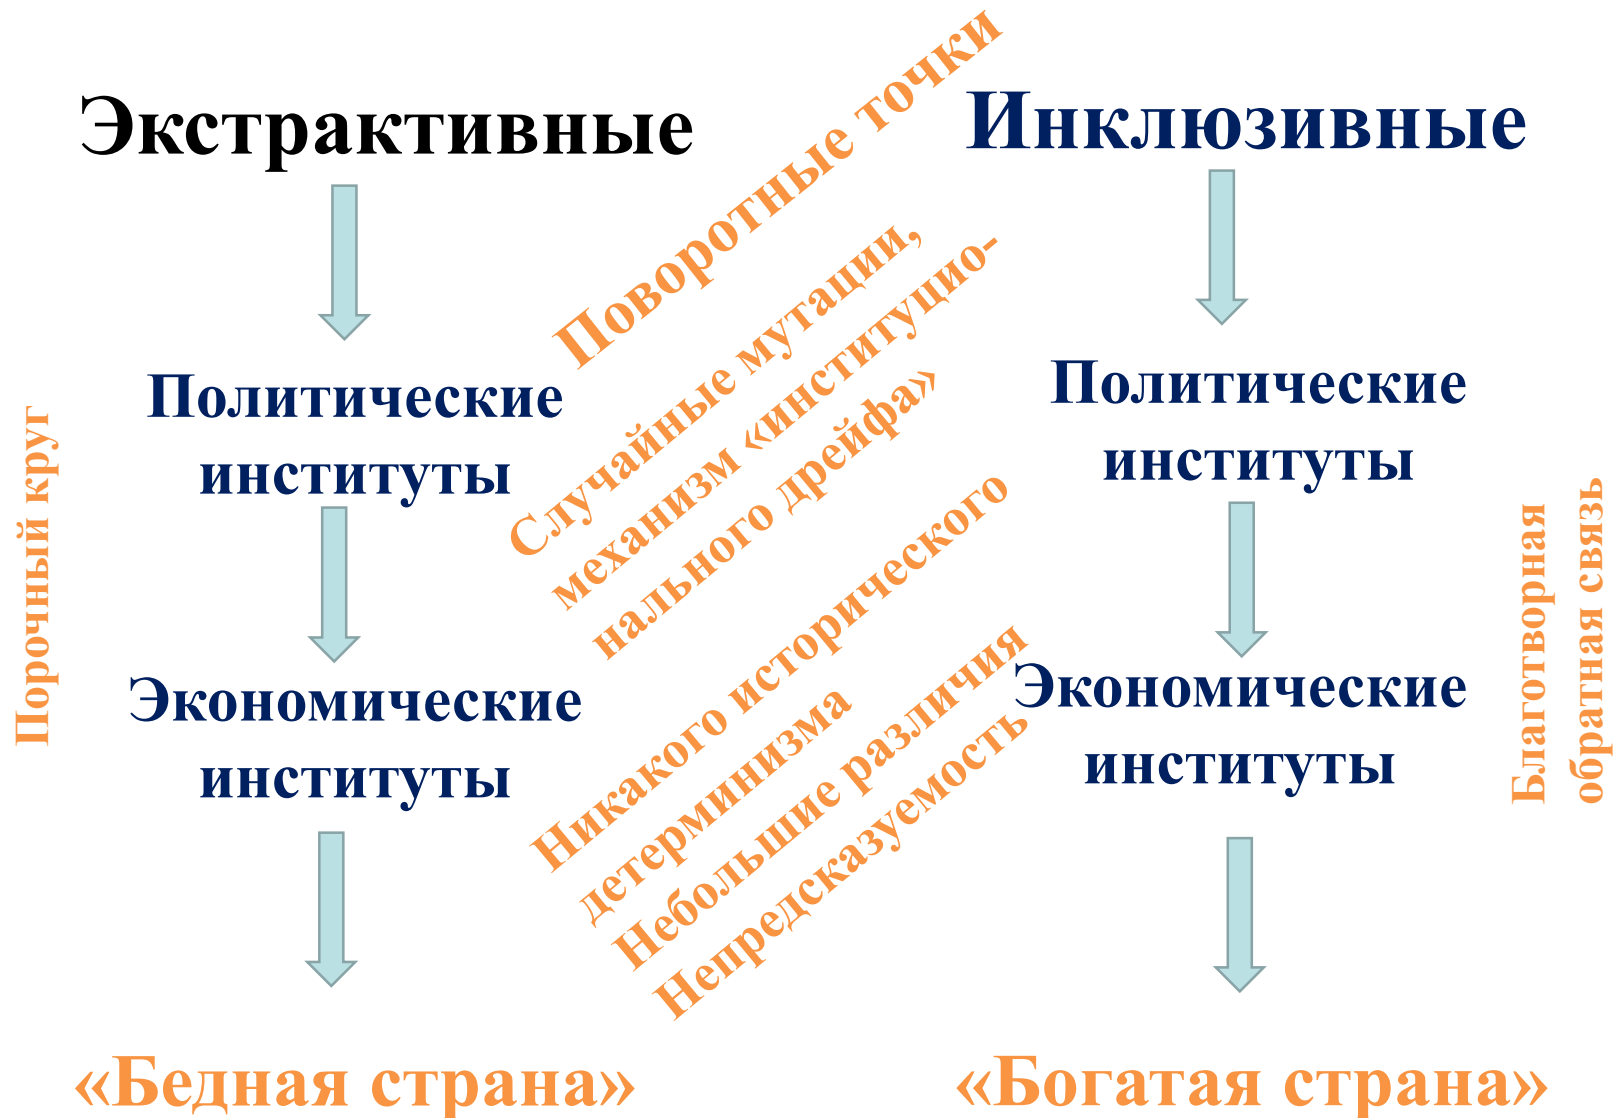 Экстрактивные
Инклюзивные
Поворотные точки
Случайные мутации,
механизм «институцио-
нального дрейфа»
Политические
институты
Политические
институты
Порочный круг
Благотворная
обратная связь
Никакого исторического
детерминизма
Небольшие различия
Непредсказуемость
Экономические
институты
Экономические
институты
«Бедная страна»
«Богатая страна»